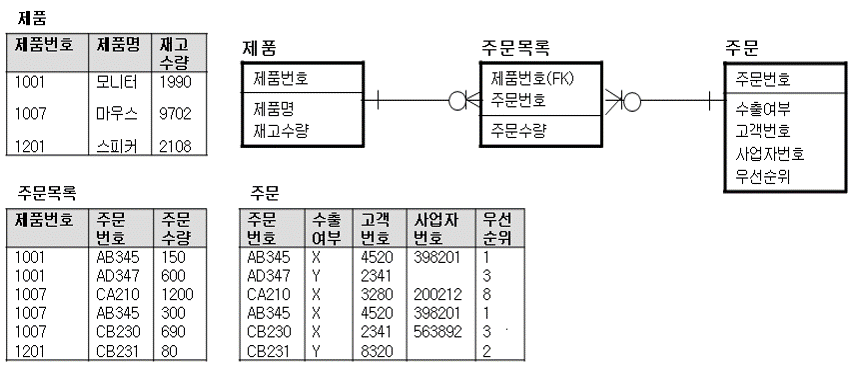 제품
제품번호 제품명 재고
수량
1001 모니터 1990
1007 마우스 9702
1201 스피커 2108
제품
제품번호
제품명
재고수량
주문목록
제품번호(FK)
주문번호
주문수량
주문
주문번호
수출여부
고객번호
사업자번호
우선순위
주문목록
제품번호 주문
번호 주문
수량
1001 AB345 150
1001 AD347 600
1007 CA210 1200
1007 AB345 300
1007 CB230 690
1201 CB231 80
주문
주문
번호 수출
여부 고객
번호 사업자
번호 우선
순위
AB345 X 4520 398201 1
AD347 Y 2341 3
CA210 X 3280 200212 8
AB345 X 4520 398201 1
CB230 X 2341 563892 3
CB231 Y 8320 2